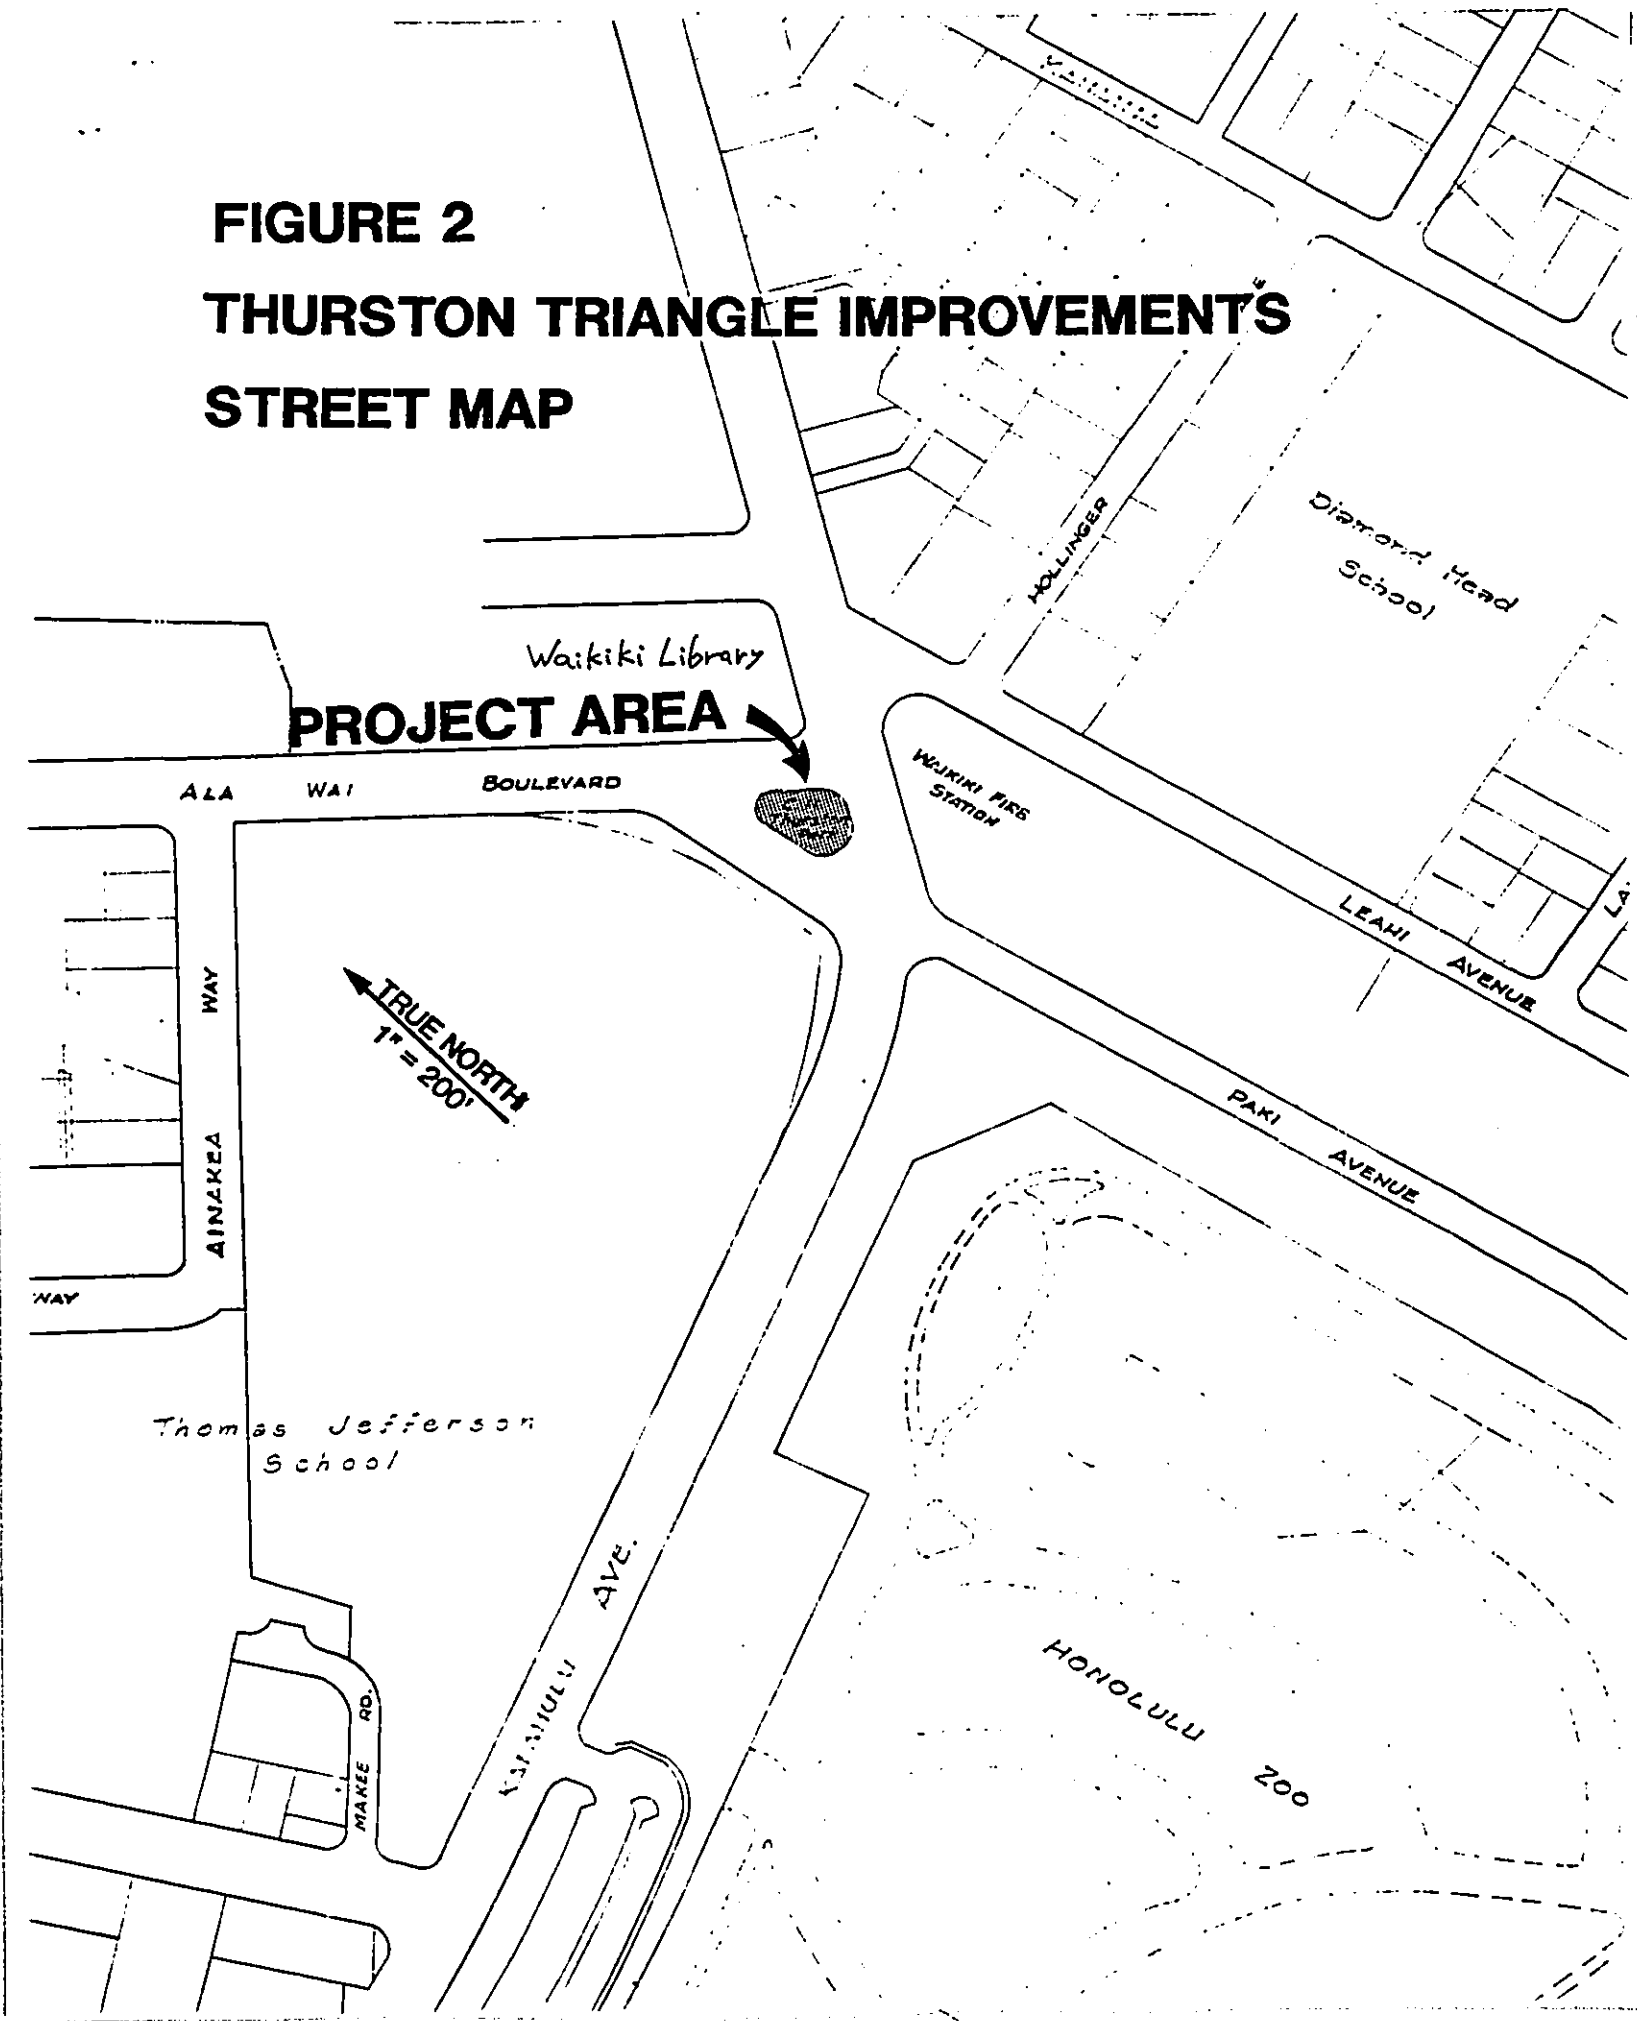 FIGURE 2
THURSTON TRIANGLE IMPROVEMENTS
STREET MAP
HOLLINGER
Diamond Head
School
Waikiki Library
PROJECT AREA
ALA WAI BOULEVARD
WAIKIKI FIRE
STATION
LEAHI AVENUE
TRUE NORTH
1" = 200'
AINAKEA WAY
PAKI AVENUE
WAY
Thomas Jefferson
School
KAPAHULU AVE.
MAKEE RD.
HONOLULU ZOO